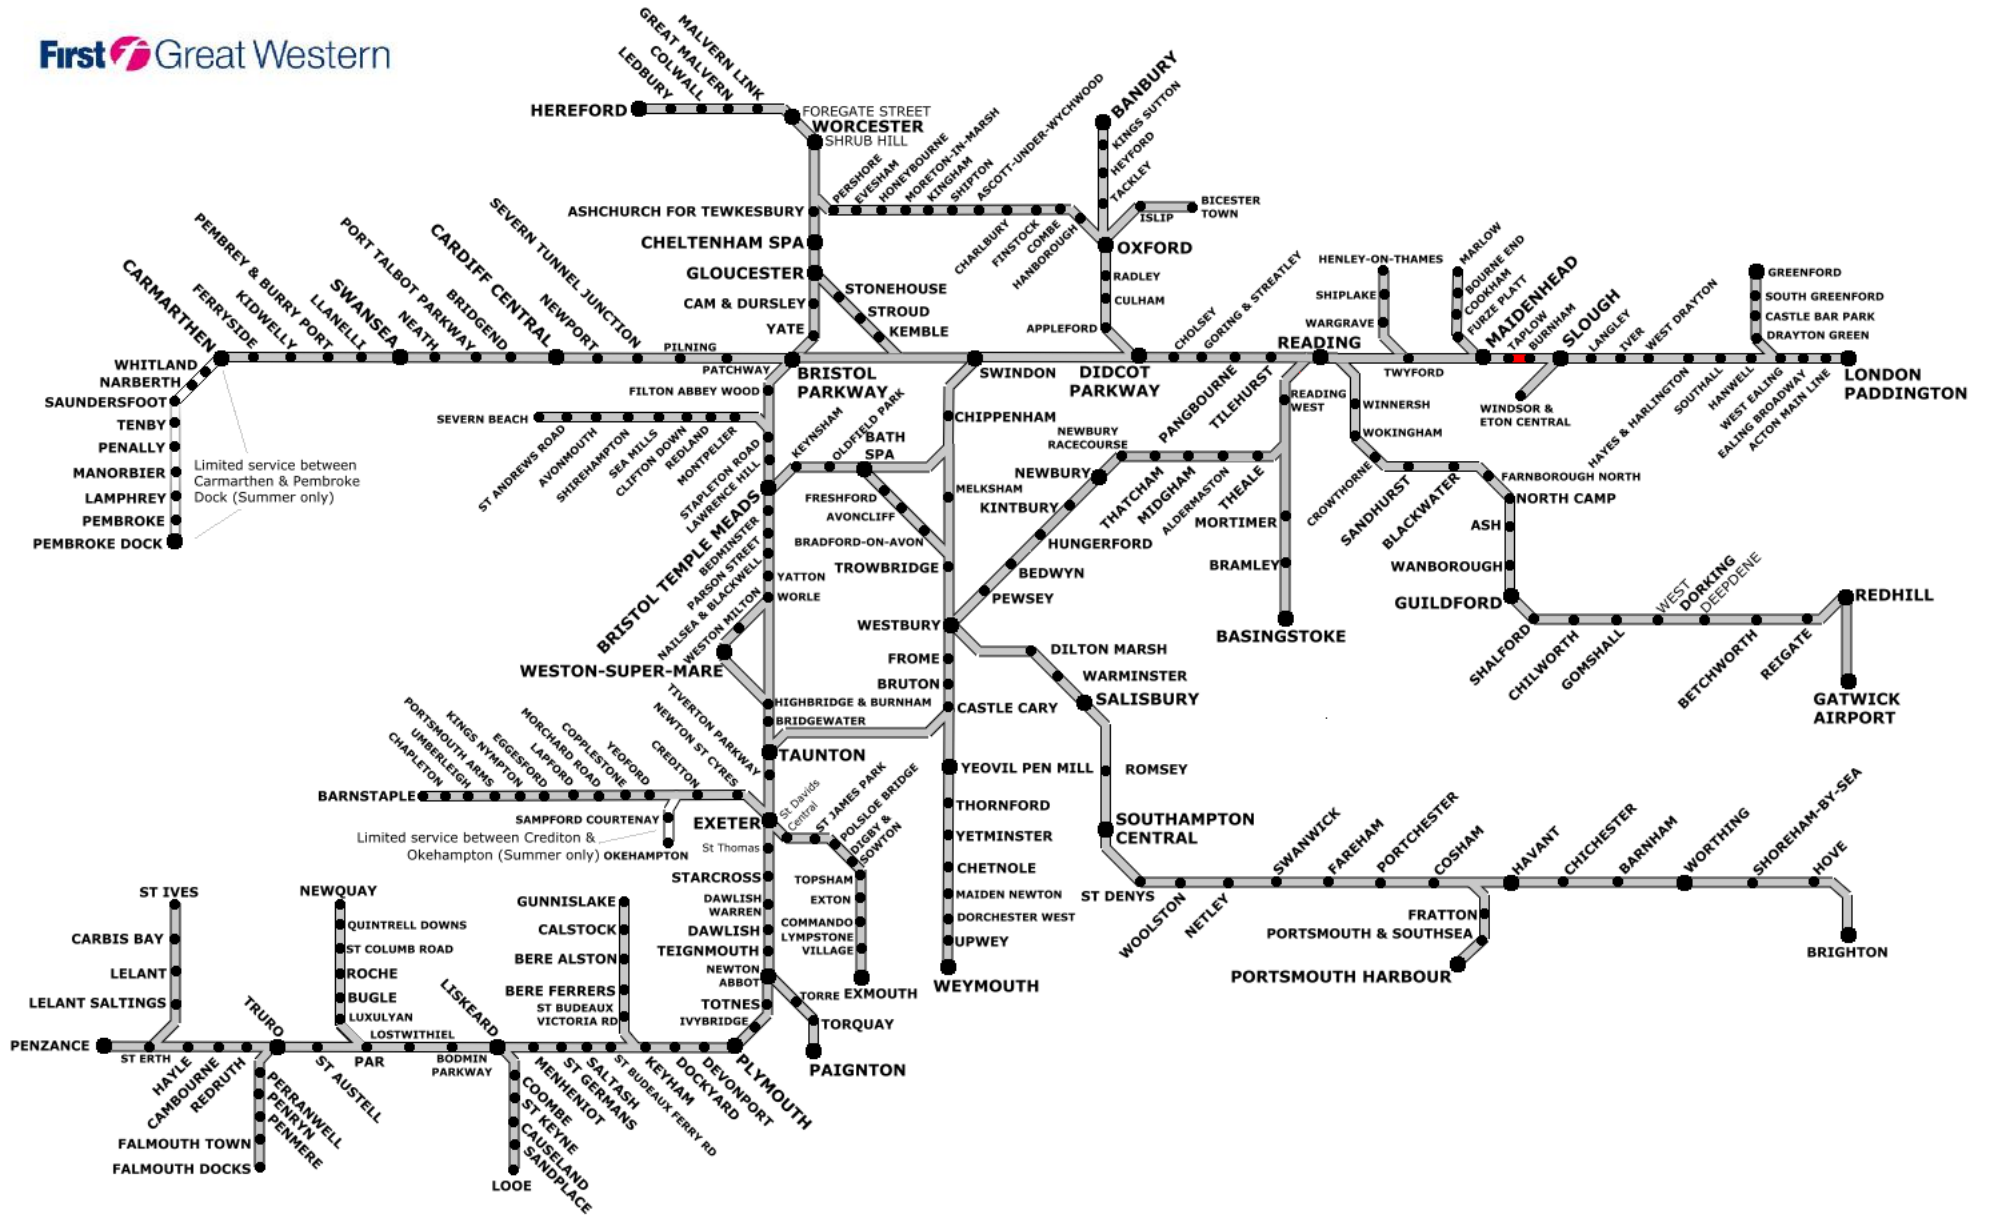 First Great Western
MALVERN LINK
GREAT MALVERN
COLWALL
LEDBURY
HEREFORD
FOREGATE STREET
WORCESTER
SHRUB HILL
PERSHORE
EVESHAM
HONEYBOURNE
MORETON-IN-MARSH
KINGHAM
SHIPTON
ASCOTT-UNDER-WYCHWOOD
CHARLBURY
FINSTOCK
COMBE
HANBOROUGH
BANBURY
KINGS SUTTON
HEYFORD
TACKLEY
BICESTER
TOWN
ISLIP
OXFORD
RADLEY
CULHAM
APPLEFORD
ASHCHURCH FOR TEWKESBURY
CHELTENHAM SPA
GLOUCESTER
CAM & DURSLEY
YATE
STONEHOUSE
STROUD
KEMBLE
CARMARTHEN
FERRYSIDE
KIDWELLY
PEMBREY & BURRY PORT
LLANELLI
SWANSEA
NEATH
PORT TALBOT PARKWAY
BRIDGEND
CARDIFF CENTRAL
NEWPORT
SEVERN TUNNEL JUNCTION
PILNING
PATCHWAY
BRISTOL
PARKWAY
SWINDON
DIDCOT
PARKWAY
CHOLSEY
GORING & STREATLEY
PANGBOURNE
TILEHURST
READING
TWYFORD
HENLEY-ON-THAMES
SHIPLAKE
WARGRAVE
MARLOW
BOURNE END
COOKHAM
FURZE PLATT
MAIDENHEAD
TAPLOW
BURNHAM
SLOUGH
LANGLEY
IVER
WEST DRAYTON
HAYES & HARLINGTON
SOUTHALL
HANWELL
WEST EALING
EALING BROADWAY
ACTON MAIN LINE
LONDON
PADDINGTON
GREENFORD
SOUTH GREENFORD
CASTLE BAR PARK
DRAYTON GREEN
WINDSOR &
ETON CENTRAL
WHITLAND
NARBERTH
SAUNDERSFOOT
TENBY
PENALLY
MANORBIER
LAMPHREY
PEMBROKE
PEMBROKE DOCK
Limited service between
Carmarthen & Pembroke
Dock (Summer only)
FILTON ABBEY WOOD
SEVERN BEACH
ST ANDREWS ROAD
AVONMOUTH
SHIREHAMPTON
SEA MILLS
CLIFTON DOWN
REDLAND
MONTPELIER
STAPLETON ROAD
LAWRENCE HILL
BRISTOL TEMPLE MEADS
KEYNSHAM
OLDFIELD PARK
BATH
SPA
FRESHFORD
AVONCLIFF
BRADFORD-ON-AVON
CHIPPENHAM
MELKSHAM
TROWBRIDGE
WESTBURY
FROME
BRUTON
CASTLE CARY
NEWBURY
RACECOURSE
NEWBURY
KINTBURY
HUNGERFORD
BEDWYN
PEWSEY
THATCHAM
MIDGHAM
ALDERMASTON
THEALE
READING
WEST
MORTIMER
BRAMLEY
BASINGSTOKE
WINNERSH
WOKINGHAM
CROWTHORNE
SANDHURST
BLACKWATER
FARNBOROUGH NORTH
NORTH CAMP
ASH
WANBOROUGH
GUILDFORD
SHALFORD
CHILWORTH
GOMSHALL
WEST
DORKING
DEEPDENE
BETCHWORTH
REIGATE
REDHILL
GATWICK
AIRPORT
BEDMINSTER
PARSON STREET
NAILSEA & BLACKWELL
YATTON
WORLE
WESTON MILTON
WESTON-SUPER-MARE
HIGHBRIDGE & BURNHAM
BRIDGEWATER
TAUNTON
TIVERTON PARKWAY
DILTON MARSH
WARMINSTER
SALISBURY
ROMSEY
SOUTHAMPTON
CENTRAL
ST DENYS
WOOLSTON
NETLEY
SWANWICK
FAREHAM
PORTCHESTER
COSHAM
HAVANT
CHICHESTER
BARNHAM
WORTHING
SHOREHAM-BY-SEA
HOVE
BRIGHTON
FRATTON
PORTSMOUTH & SOUTHSEA
PORTSMOUTH HARBOUR
YEOVIL PEN MILL
THORNFORD
YETMINSTER
CHETNOLE
MAIDEN NEWTON
DORCHESTER WEST
UPWEY
WEYMOUTH
BARNSTAPLE
CHAPLETON
UMBERLEIGH
PORTSMOUTH ARMS
KINGS NYMPTON
EGGESFORD
LAPFORD
MORCHARD ROAD
COPPLESTONE
YEOFORD
CREDITON
NEWTON ST CYRES
SAMPFORD COURTENAY
Limited service between Crediton &
Okehampton (Summer only)
OKEHAMPTON
EXETER
St Davids
Central
St Thomas
ST JAMES PARK
POLSLOE BRIDGE
DIGBY &
SOWTON
TOPSHAM
EXTON
COMMANDO
LYMPSTONE
VILLAGE
EXMOUTH
STARCROSS
DAWLISH
WARREN
DAWLISH
TEIGNMOUTH
NEWTON
ABBOT
TORRE
TORQUAY
PAIGNTON
TOTNES
IVYBRIDGE
PLYMOUTH
DEVONPORT
DOCKYARD
KEYHAM
ST BUDEAUX FERRY RD
SALTASH
ST GERMANS
MENHENIOT
GUNNISLAKE
CALSTOCK
BERE ALSTON
BERE FERRERS
ST BUDEAUX
VICTORIA RD
LISKEARD
COOMBE
ST KEYNE
CAUSELAND
SANDPLACE
LOOE
BODMIN
PARKWAY
LOSTWITHIEL
PAR
NEWQUAY
QUINTRELL DOWNS
ST COLUMB ROAD
ROCHE
BUGLE
LUXULYAN
ST AUSTELL
TRURO
PERRANWELL
PENRYN
PENMERE
FALMOUTH TOWN
FALMOUTH DOCKS
REDRUTH
CAMBOURNE
HAYLE
ST ERTH
PENZANCE
ST IVES
CARBIS BAY
LELANT
LELANT SALTINGS